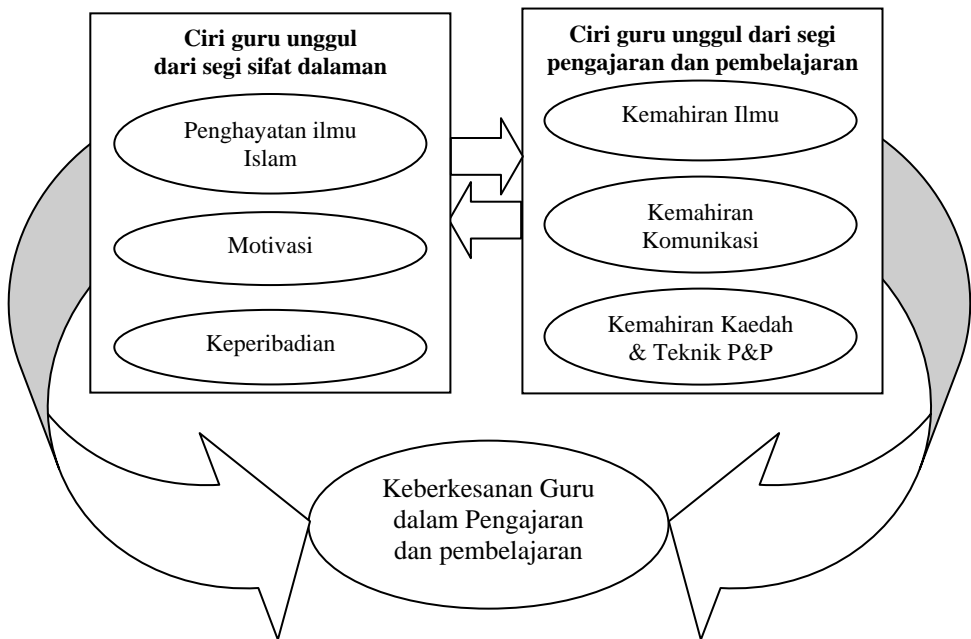 Ciri guru unggul
dari segi sifat dalaman
Penghayatan ilmu
Islam
Motivasi
Keperibadian
Ciri guru unggul dari segi
pengajaran dan pembelajaran
Kemahiran Ilmu
Kemahiran
Komunikasi
Kemahiran Kaedah
& Teknik P&P
Keberkesanan Guru
dalam Pengajaran
dan pembelajaran